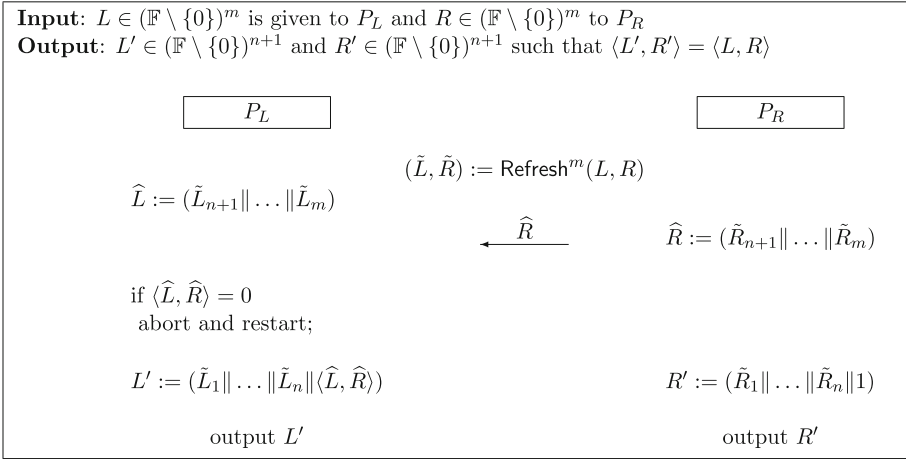 Input: L ∈ (𝔽 \ {0})^m is given to P_L and R ∈ (𝔽 \ {0})^m to P_R
Output: L′ ∈ (𝔽 \ {0})^{n+1} and R′ ∈ (𝔽 \ {0})^{n+1} such that ⟨L′, R′⟩ = ⟨L, R⟩
P_L P_R
(L̃, R̃) := Refresh^m(L, R)
L̂ := (L̃_{n+1}‖ … ‖L̃_m)
R̂ R̂ := (R̃_{n+1}‖ … ‖R̃_m)
if ⟨L̂, R̂⟩ = 0
abort and restart;
L′ := (L̃_1‖ … ‖L̃_n‖⟨L̂, R̂⟩) R′ := (R̃_1‖ … ‖R̃_n‖1)
output L′ output R′